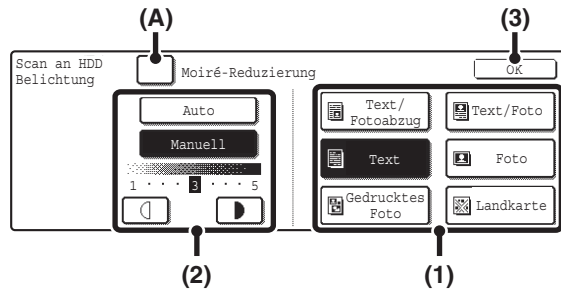 (A)
(3)
Scan an HDD
Belichtung
Moiré-Reduzierung
OK
Auto
Manuell
1 · · · 3 · · · 5
Text/
Fotoabzug
Text/Foto
Text
Foto
Gedrucktes
Foto
Landkarte
(2)
(1)